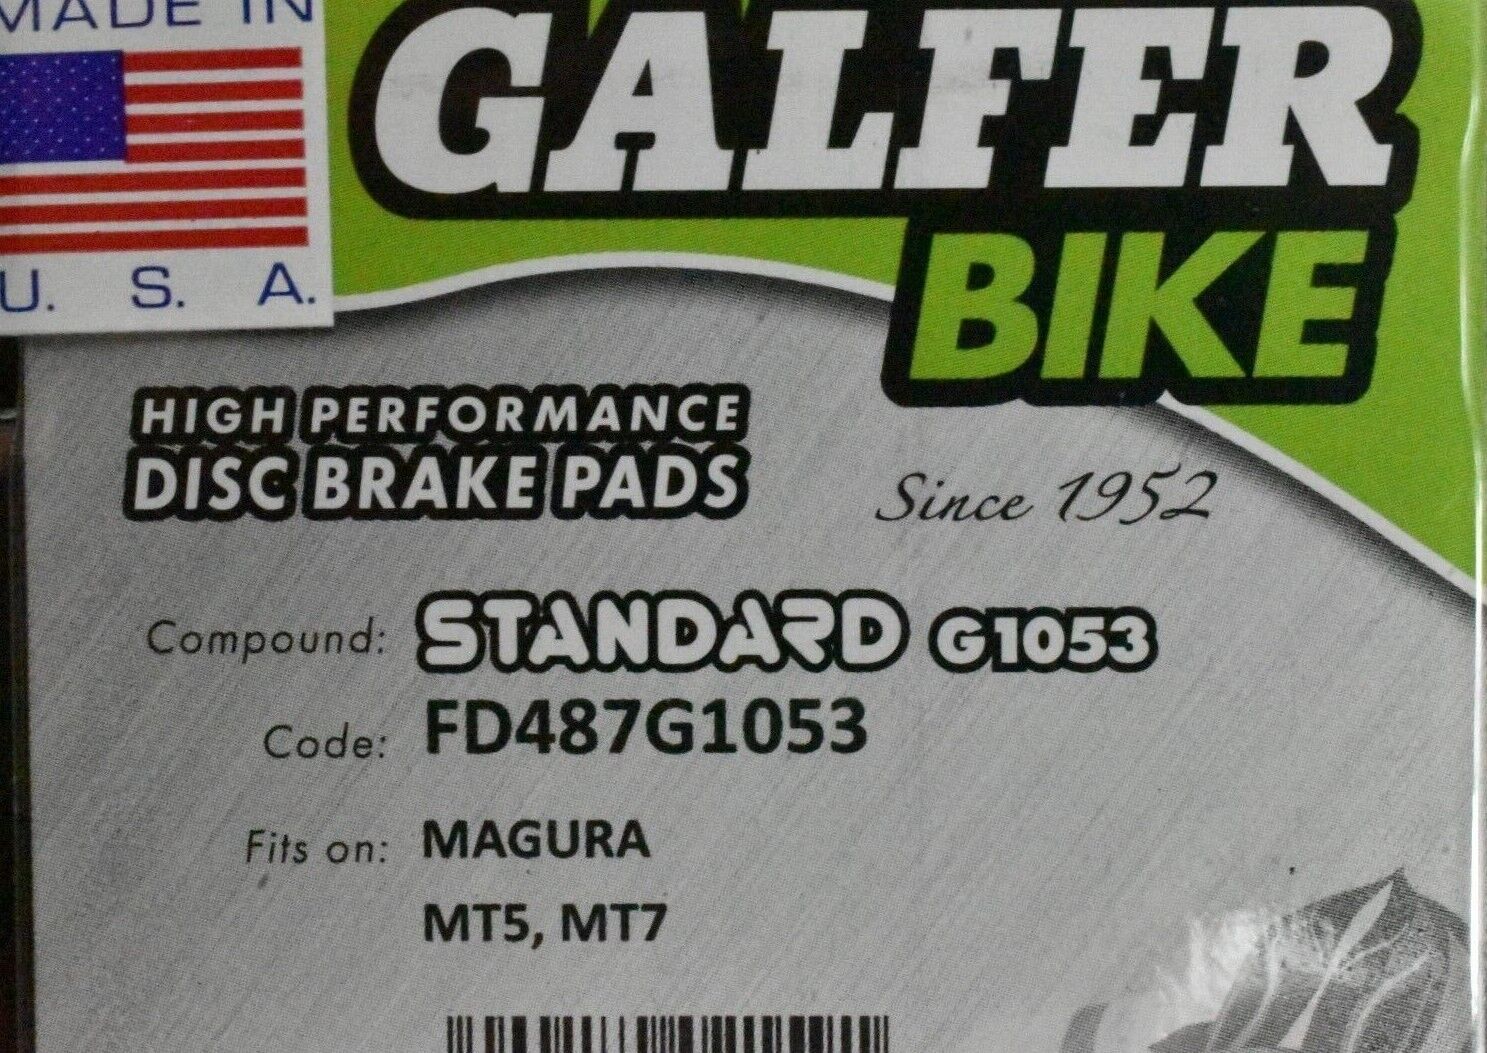 MADE IN
U. S. A.
GALFER
BIKE
HIGH PERFORMANCE
DISC BRAKE PADS
Since 1952
Compound: STANDARD G1053
Code: FD487G1053
Fits on: MAGURA
MT5, MT7